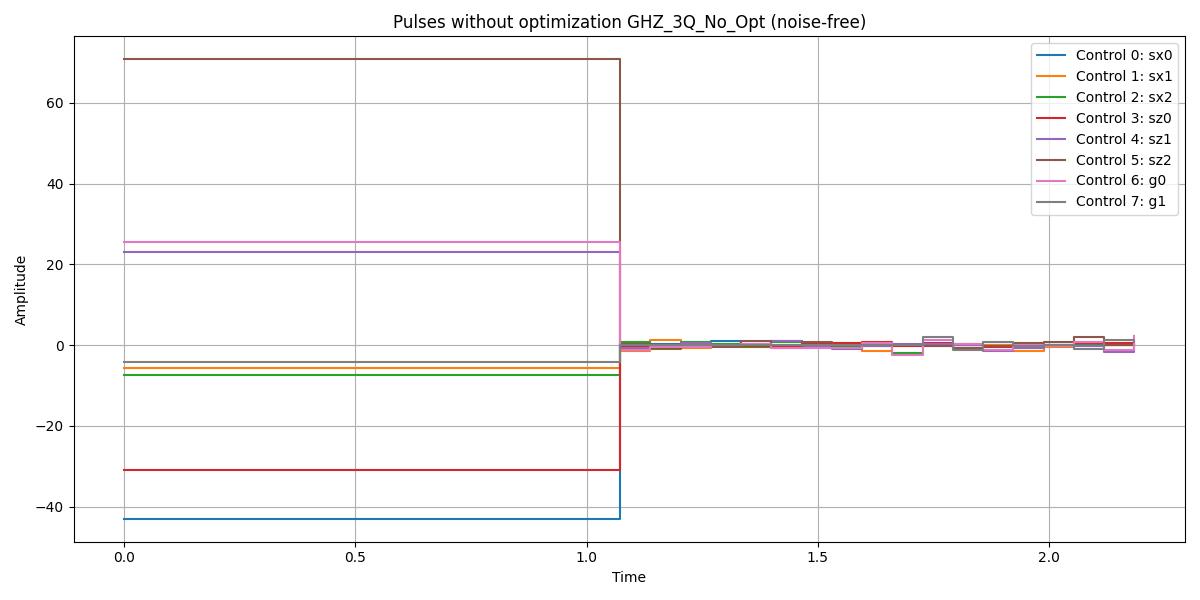 Pulses without optimization GHZ_3Q_No_Opt (noise-free)
Control 0: sx0
Control 1: sx1
Control 2: sx2
Control 3: sz0
Control 4: sz1
Control 5: sz2
Control 6: g0
Control 7: g1
Amplitude
60
40
20
0
−20
−40
0.0 0.5 1.0 1.5 2.0
Time